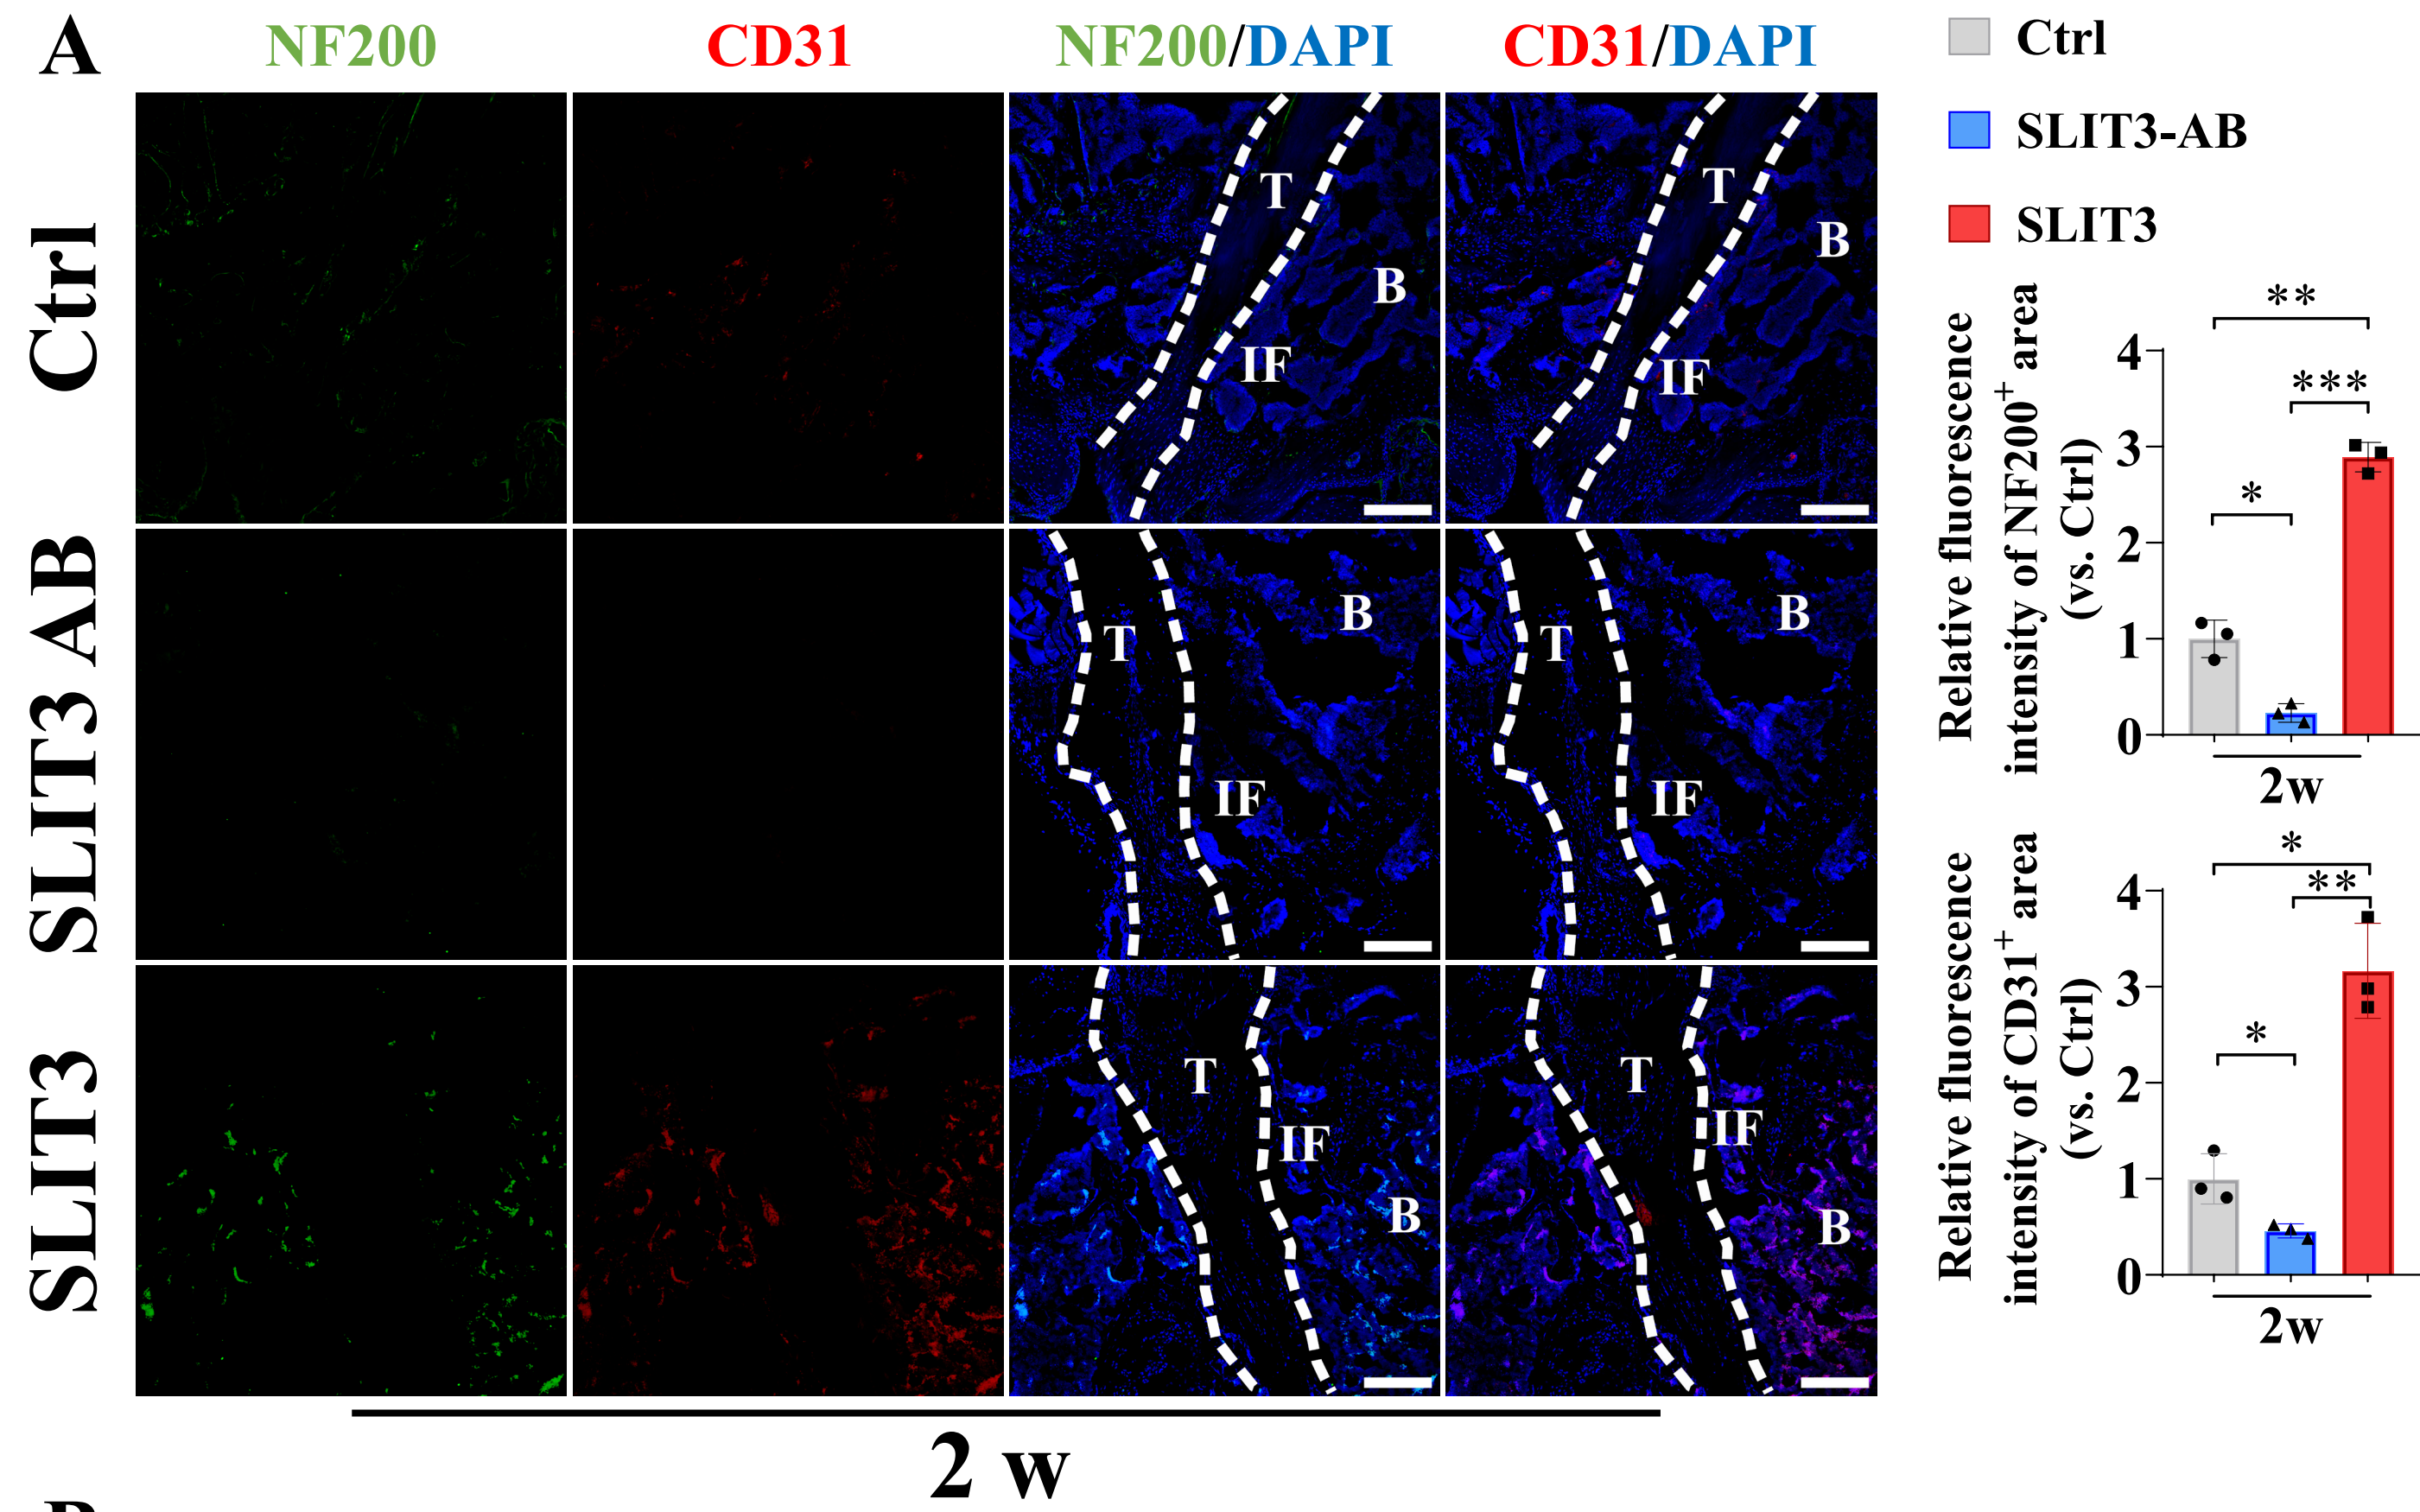 A
NF200
CD31
NF200/DAPI
CD31/DAPI
Ctrl
SLIT3-AB
SLIT3
Ctrl
SLIT3 AB
SLIT3
T
B
IF
T
B
IF
T
B
IF
T
B
IF
T
IF
B
T
IF
B
2 w
Relative fluorescence
intensity of NF200+ area
(vs. Ctrl)
**
***
*
4
3
2
1
0
2w
Relative fluorescence
intensity of CD31+ area
(vs. Ctrl)
*
**
*
4
3
2
1
0
2w